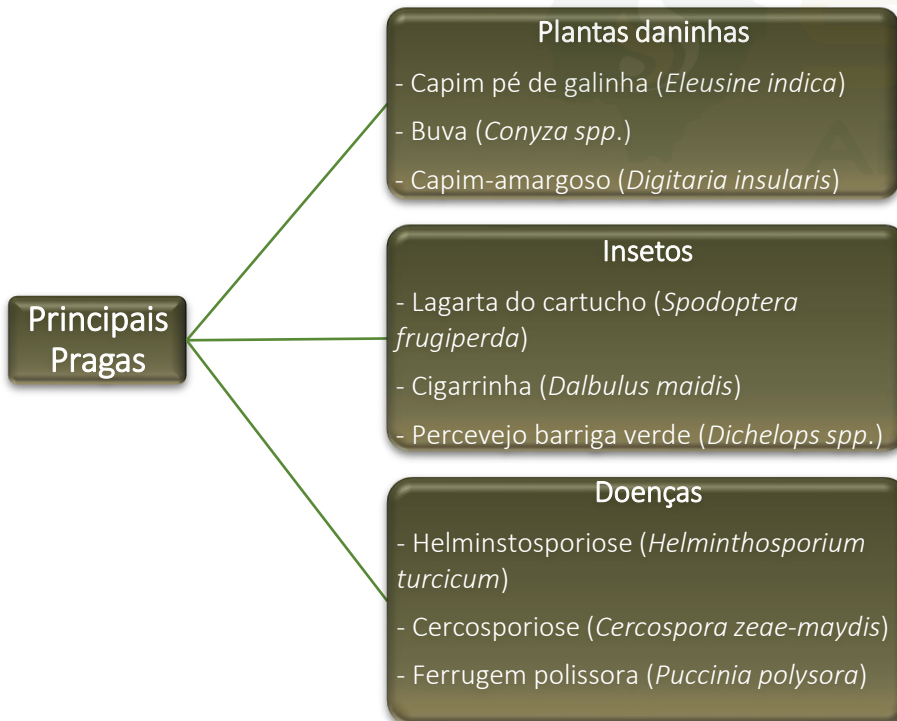 Principais
Pragas
Plantas daninhas
- Capim pé de galinha (Eleusine indica)
- Buva (Conyza spp.)
- Capim-amargoso (Digitaria insularis)
Insetos
- Lagarta do cartucho (Spodoptera
frugiperda)
- Cigarrinha (Dalbulus maidis)
- Percevejo barriga verde (Dichelops spp.)
Doenças
- Helminstosporiose (Helminthosporium
turcicum)
- Cercosporiose (Cercospora zeae-maydis)
- Ferrugem polissora (Puccinia polysora)